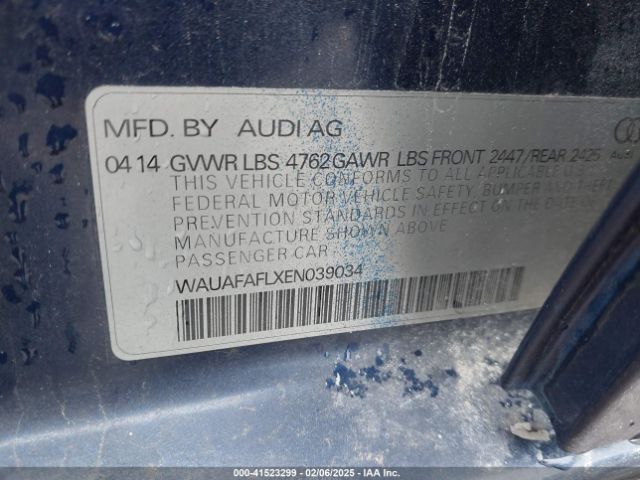 MFD. BY AUDI AG
04 14 GVWR LBS 4762 GAWR LBS FRONT 2447/REAR 2425
THIS VEHICLE CONFORMS TO ALL APPLICABLE U.S.
FEDERAL MOTOR VEHICLE SAFETY, BUMPER AND THEFT
PREVENTION STANDARDS IN EFFECT ON THE DATE OF
MANUFACTURE SHOWN ABOVE.
PASSENGER CAR
WAUAFAFLXEN039034
00-41523299 - 02/06/2025 - IAA Inc.